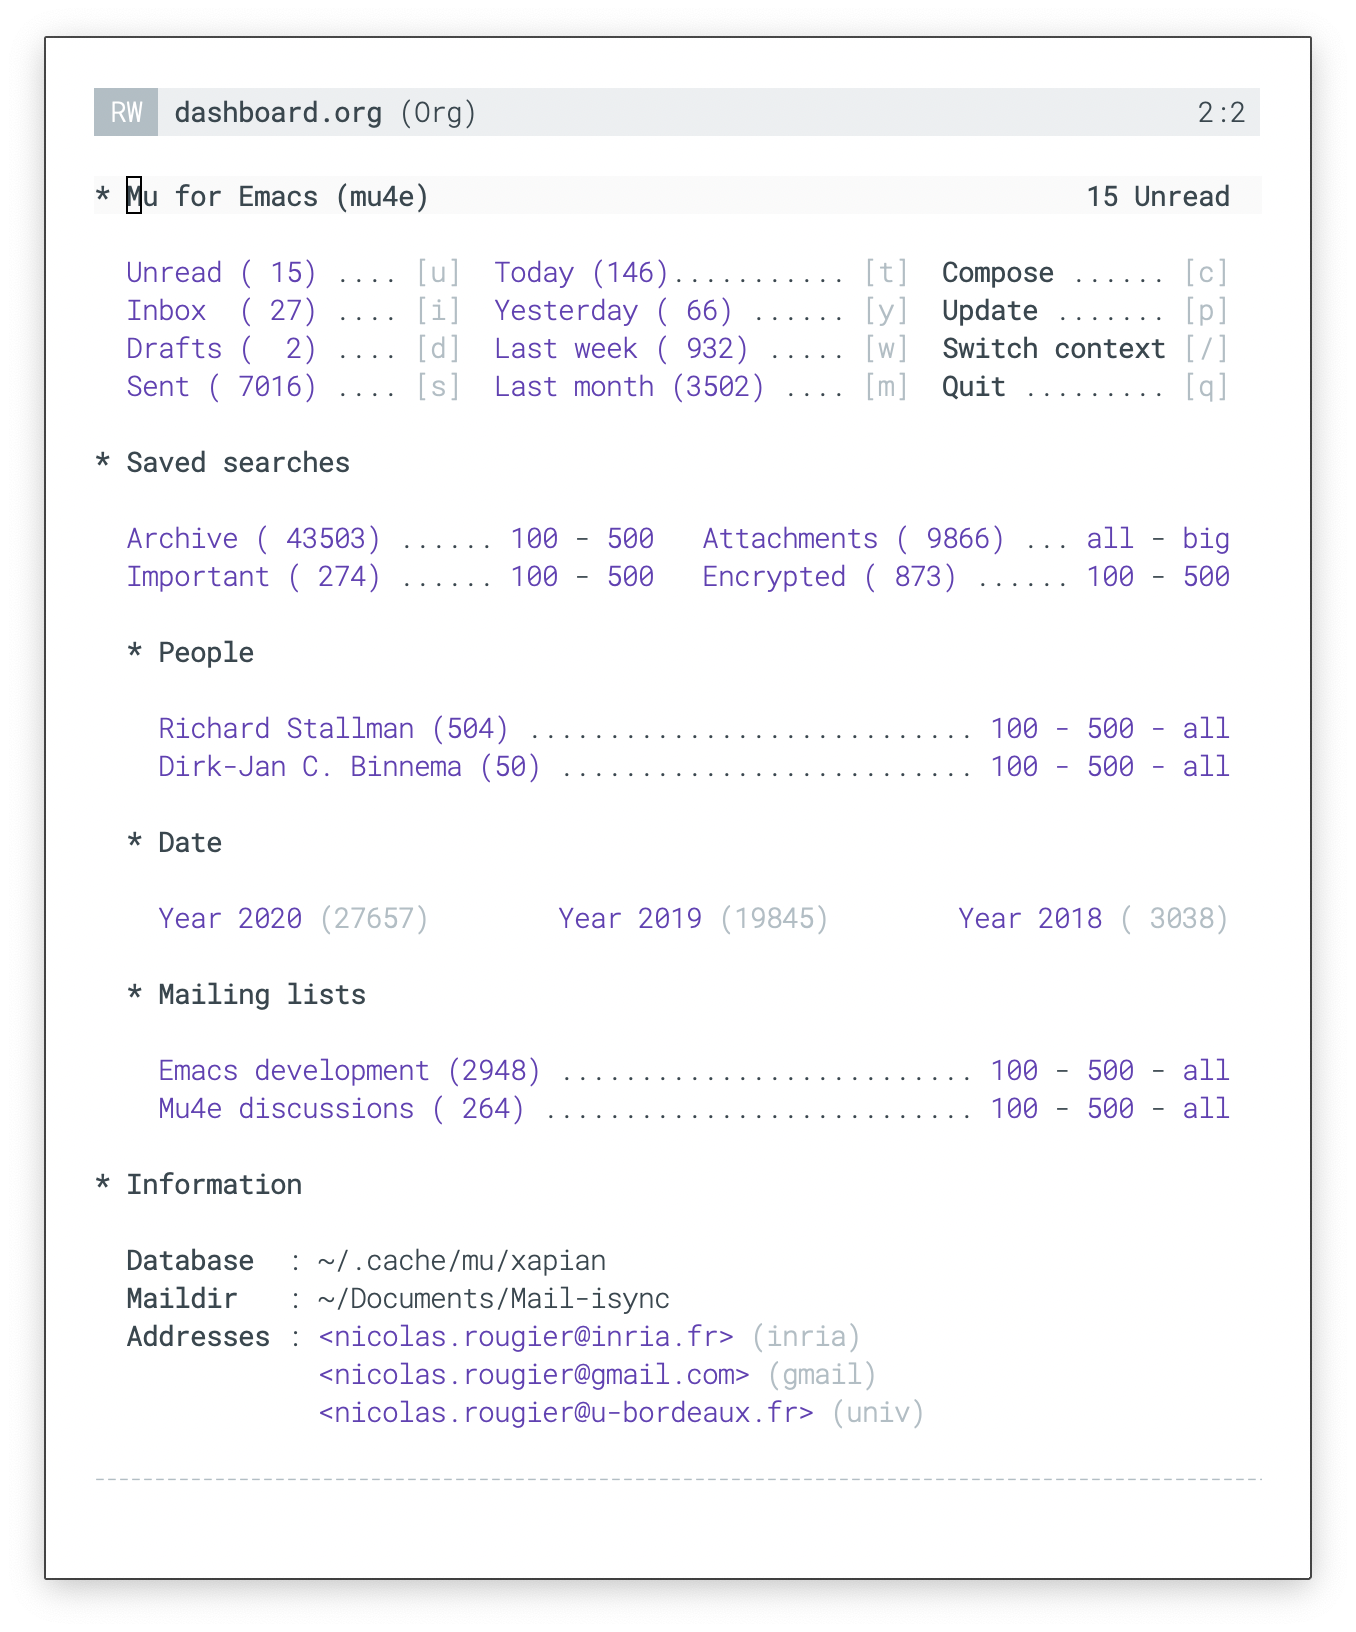 RW dashboard.org (Org) 2:2
* Mu for Emacs (mu4e) 15 Unread
Unread ( 15) .... [u] Today (146)........... [t] Compose ...... [c]
Inbox  ( 27) .... [i] Yesterday ( 66) ...... [y] Update ....... [p]
Drafts (  2) .... [d] Last week ( 932) ..... [w] Switch context [/]
Sent ( 7016) .... [s] Last month (3502) .... [m] Quit ......... [q]
* Saved searches
Archive ( 43503) ...... 100 - 500 Attachments ( 9866) ... all - big
Important ( 274) ...... 100 - 500 Encrypted ( 873) ...... 100 - 500
* People
Richard Stallman (504) ............................ 100 - 500 - all
Dirk-Jan C. Binnema (50) .......................... 100 - 500 - all
* Date
Year 2020 (27657) Year 2019 (19845) Year 2018 ( 3038)
* Mailing lists
Emacs development (2948) .......................... 100 - 500 - all
Mu4e discussions ( 264) ........................... 100 - 500 - all
* Information
Database  : ~/.cache/mu/xapian
Maildir   : ~/Documents/Mail-isync
Addresses : <nicolas.rougier@inria.fr> (inria)
<nicolas.rougier@gmail.com> (gmail)
<nicolas.rougier@u-bordeaux.fr> (univ)